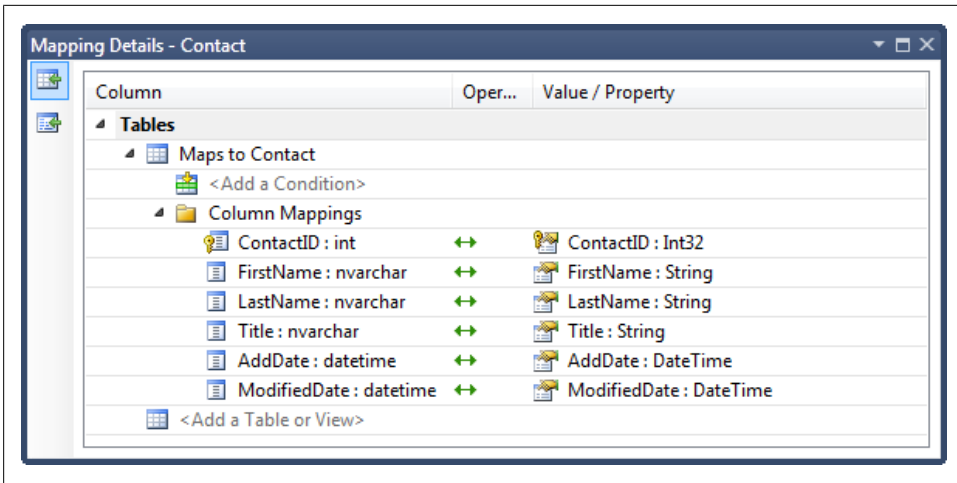 Mapping Details - Contact
Column Oper... Value / Property
Tables
Maps to Contact
<Add a Condition>
Column Mappings
ContactID : int ContactID : Int32
FirstName : nvarchar FirstName : String
LastName : nvarchar LastName : String
Title : nvarchar Title : String
AddDate : datetime AddDate : DateTime
ModifiedDate : datetime ModifiedDate : DateTime
<Add a Table or View>